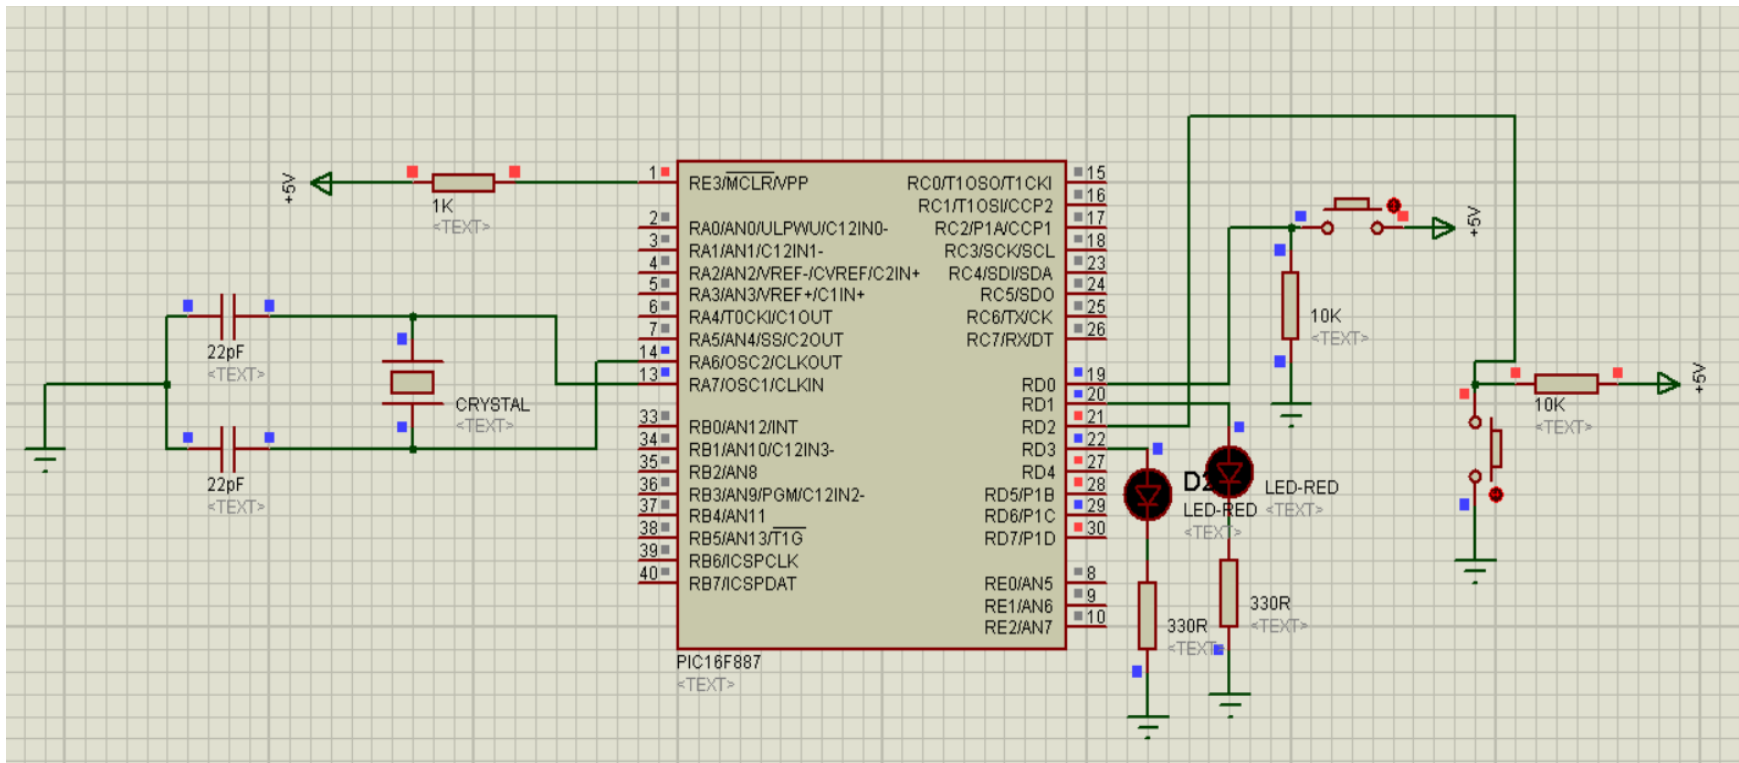 +5V
1K
<TEXT>
22pF
<TEXT>
22pF
<TEXT>
CRYSTAL
<TEXT>
1
2
3
4
5
6
7
14
13
33
34
35
36
37
38
39
40
RE3/MCLR/VPP
RA0/AN0/ULPWU/C12IN0-
RA1/AN1/C12IN1-
RA2/AN2/VREF-/CVREF/C2IN+
RA3/AN3/VREF+/C1IN+
RA4/T0CKI/C1OUT
RA5/AN4/SS/C2OUT
RA6/OSC2/CLKOUT
RA7/OSC1/CLKIN
RB0/AN12/INT
RB1/AN10/C12IN3-
RB2/AN8
RB3/AN9/PGM/C12IN2-
RB4/AN11
RB5/AN13/T1G
RB6/ICSPCLK
RB7/ICSPDAT
RC0/T1OSO/T1CKI
RC1/T1OSI/CCP2
RC2/P1A/CCP1
RC3/SCK/SCL
RC4/SDI/SDA
RC5/SDO
RC6/TX/CK
RC7/RX/DT
RD0
RD1
RD2
RD3
RD4
RD5/P1B
RD6/P1C
RD7/P1D
RE0/AN5
RE1/AN6
RE2/AN7
15
16
17
18
23
24
25
26
19
20
21
22
27
28
29
30
8
9
10
PIC16F887
<TEXT>
+5V
10K
<TEXT>
+5V
10K
<TEXT>
D2
LED-RED
<TEXT>
LED-RED
<TEXT>
330R
<TEXT>
330R
<TEXT>